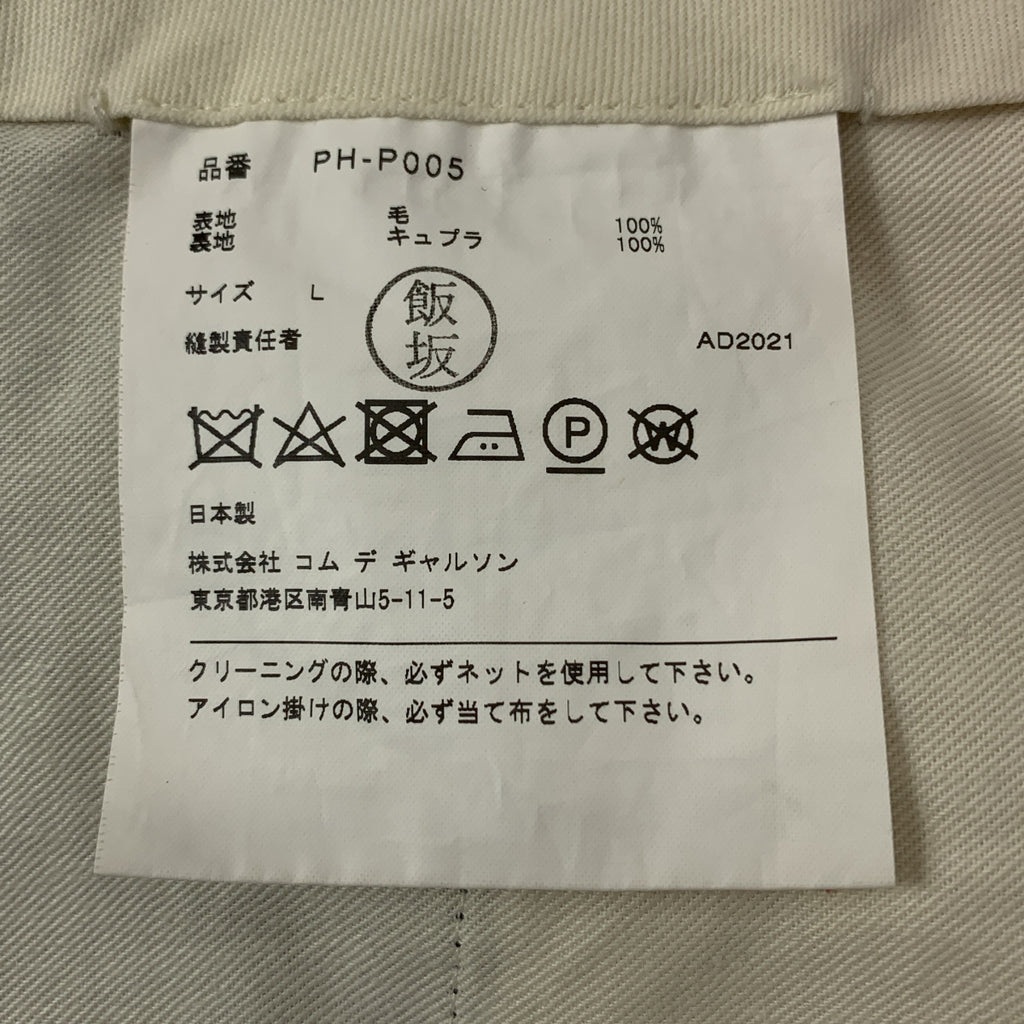 品番 PH-P005
表地 毛 100%
裏地 キュプラ 100%
サイズ L
飯坂
縫製責任者 AD2021
P W
日本製
株式会社 コム デ ギャルソン
東京都港区南青山5-11-5
クリーニングの際、必ずネットを使用して下さい。
アイロン掛けの際、必ず当て布をして下さい。